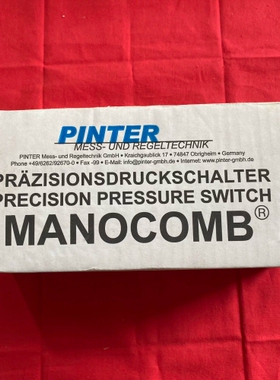 PINTER
MESS- UND REGELTECHNIK
PINTER Mess- und Regeltechnik GmbH • Kraichgaublick 17 • 74847 Obrigheim • Germany
Phone +49/6262/92670-0 • Fax -99 • E-Mail: info@pinter-gmbh.de • Internet: www.pinter-gmbh.de
PRÄZISIONSDRUCKSCHALTER
PRECISION PRESSURE SWITCH
MANOCOMB®